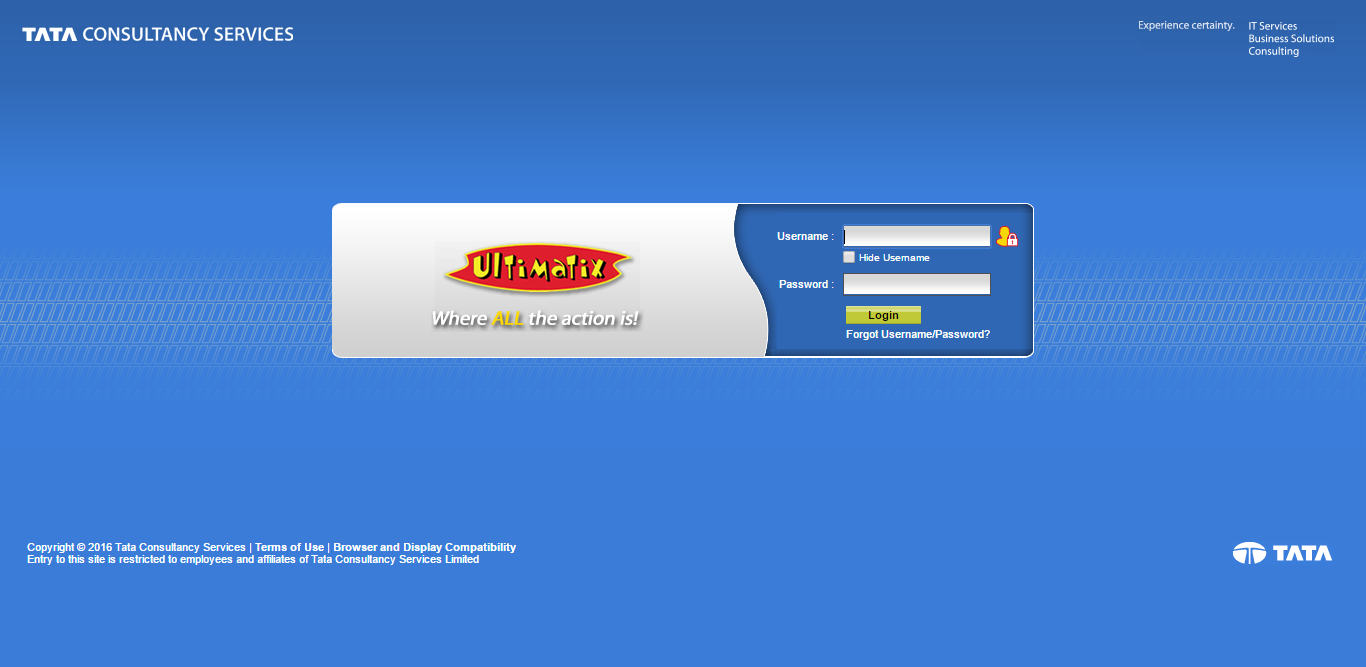 TATA CONSULTANCY SERVICES
Experience certainty.
IT Services
Business Solutions
Consulting
Ultimatix
Where ALL the action is!
Username :
Hide Username
Password :
Login
Forgot Username/Password?
Copyright © 2016 Tata Consultancy Services | Terms of Use | Browser and Display Compatibility
Entry to this site is restricted to employees and affiliates of Tata Consultancy Services Limited
TATA